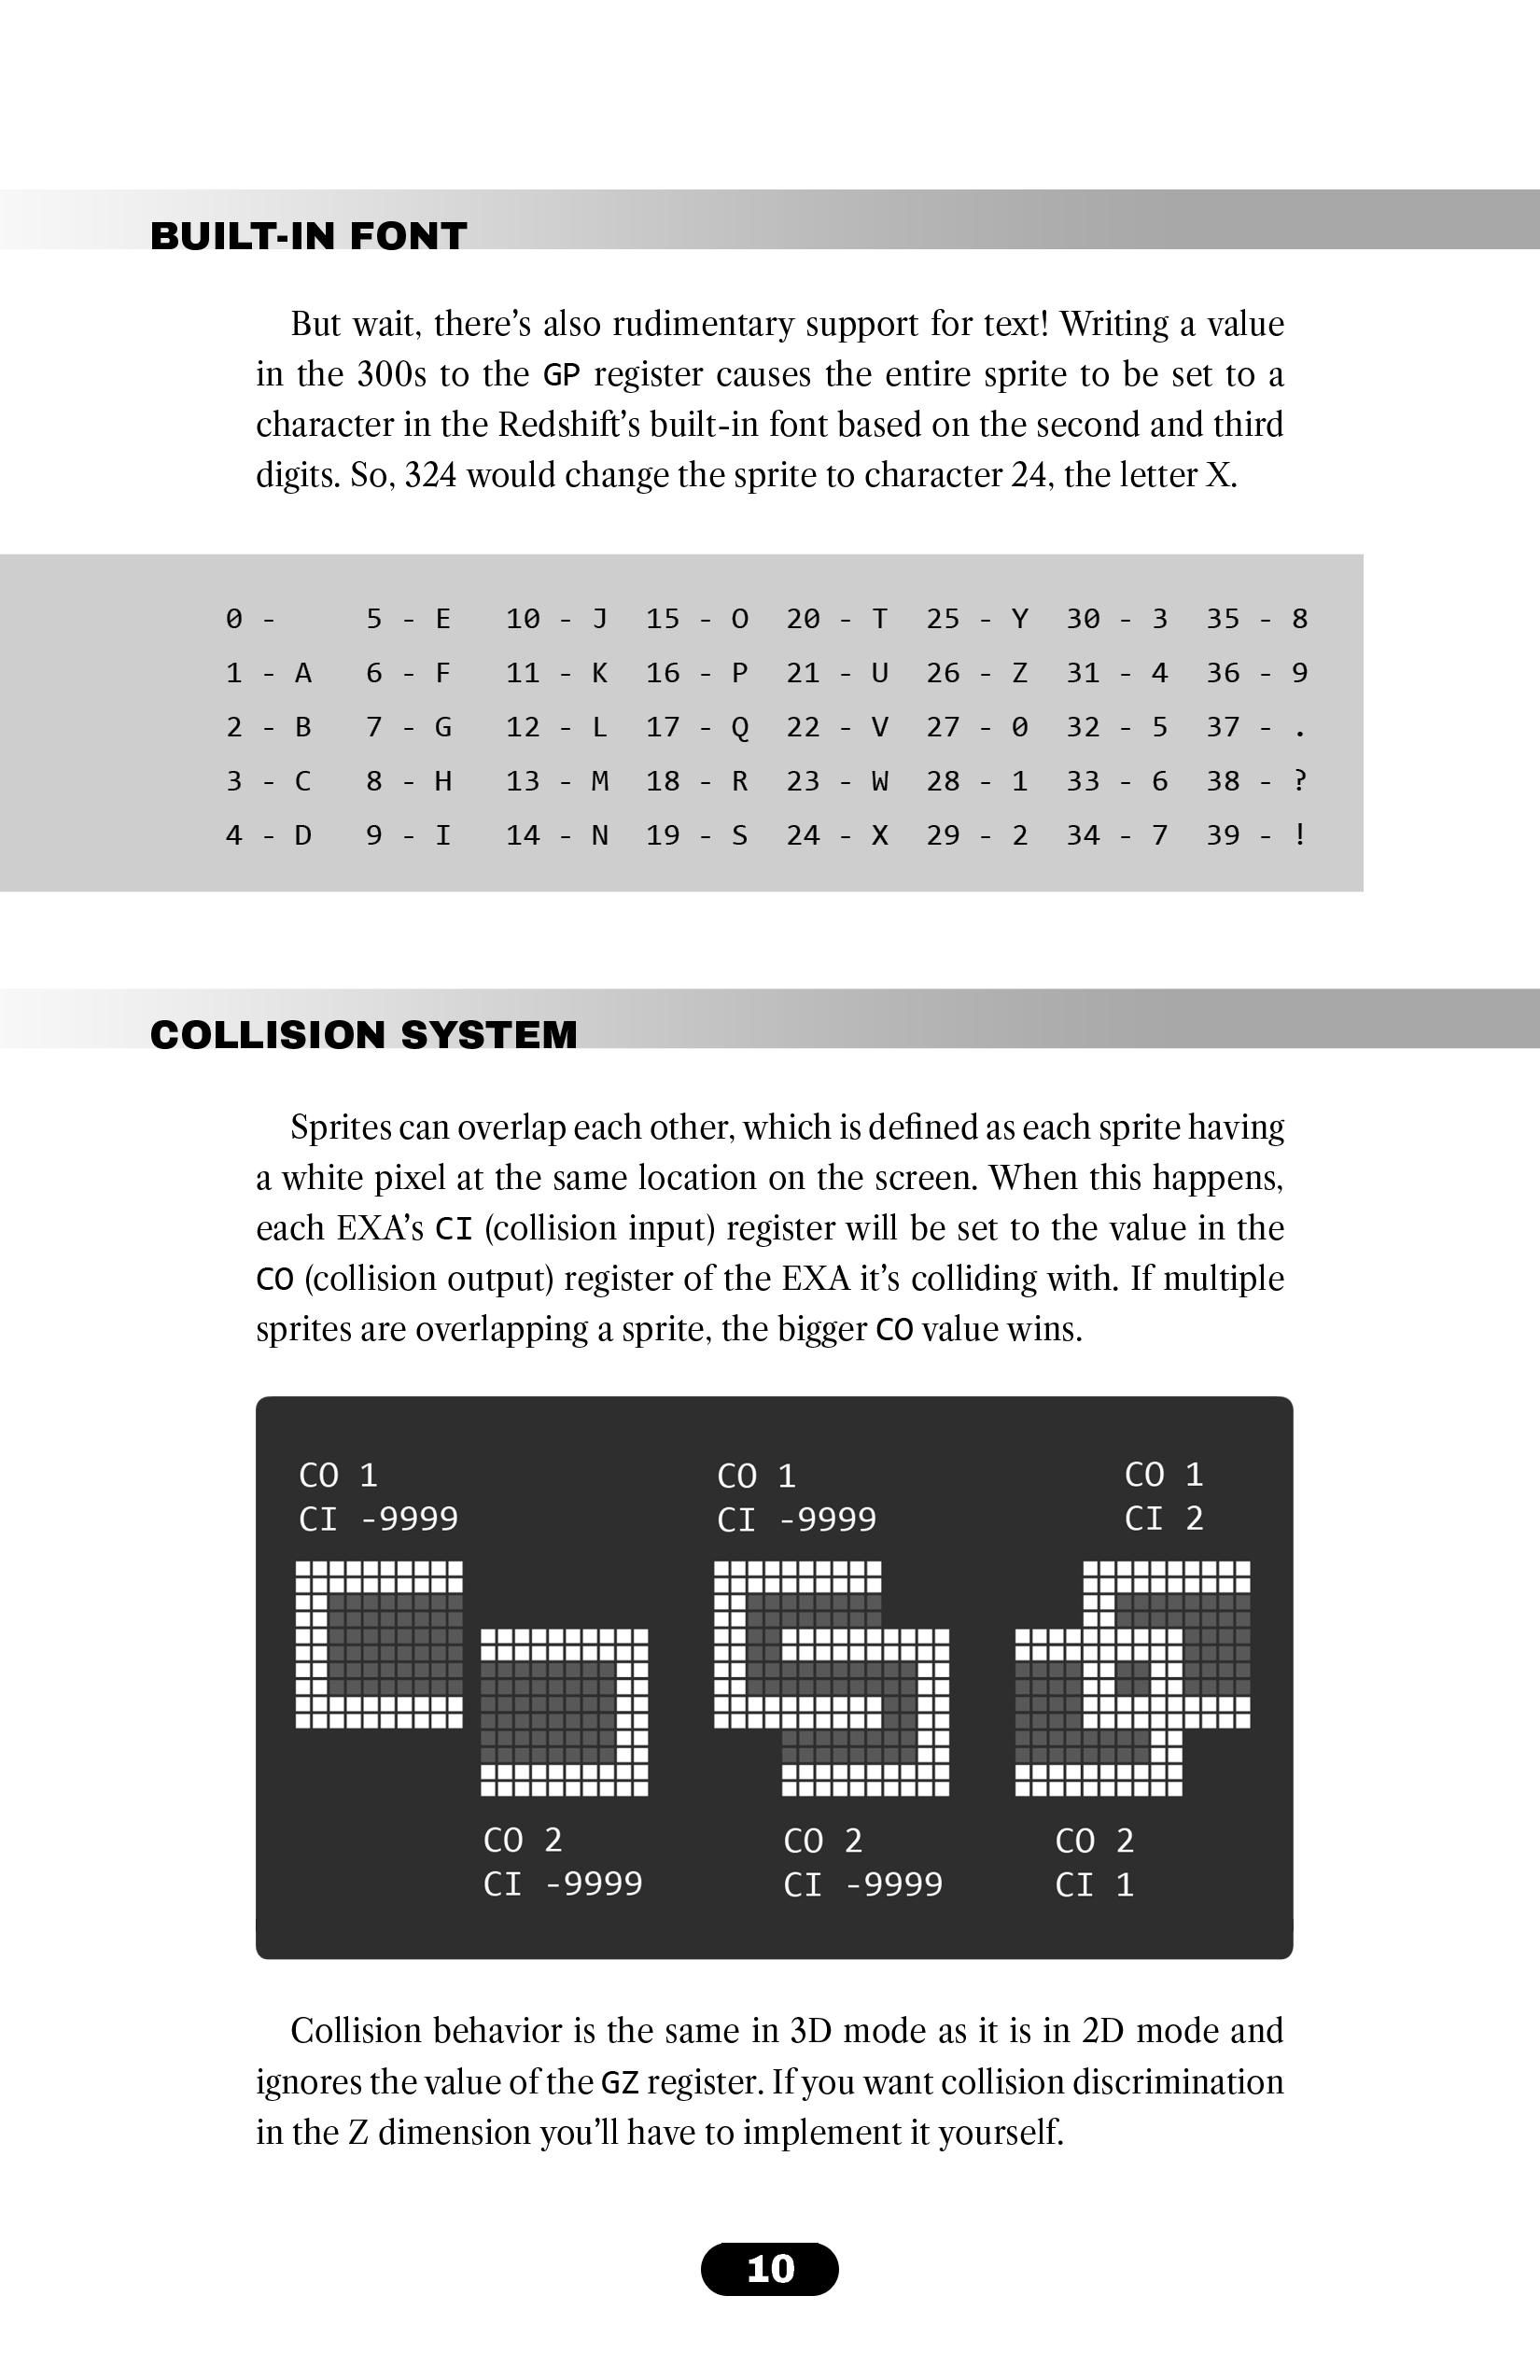 BUILT-IN FONT
But wait, there’s also rudimentary support for text! Writing a value
in the 300s to the GP register causes the entire sprite to be set to a
character in the Redshift’s built-in font based on the second and third
digits. So, 324 would change the sprite to character 24, the letter X.
0 - 5 - E 10 - J 15 - O 20 - T 25 - Y 30 - 3 35 - 8
1 - A 6 - F 11 - K 16 - P 21 - U 26 - Z 31 - 4 36 - 9
2 - B 7 - G 12 - L 17 - Q 22 - V 27 - 0 32 - 5 37 - .
3 - C 8 - H 13 - M 18 - R 23 - W 28 - 1 33 - 6 38 - ?
4 - D 9 - I 14 - N 19 - S 24 - X 29 - 2 34 - 7 39 - !
COLLISION SYSTEM
Sprites can overlap each other, which is defined as each sprite having
a white pixel at the same location on the screen. When this happens,
each EXA’s CI (collision input) register will be set to the value in the
CO (collision output) register of the EXA it’s colliding with. If multiple
sprites are overlapping a sprite, the bigger CO value wins.
CO 1
CI -9999
CO 1
CI -9999
CO 1
CI 2
CO 2
CI -9999
CO 2
CI -9999
CO 2
CI 1
Collision behavior is the same in 3D mode as it is in 2D mode and
ignores the value of the GZ register. If you want collision discrimination
in the Z dimension you’ll have to implement it yourself.
10